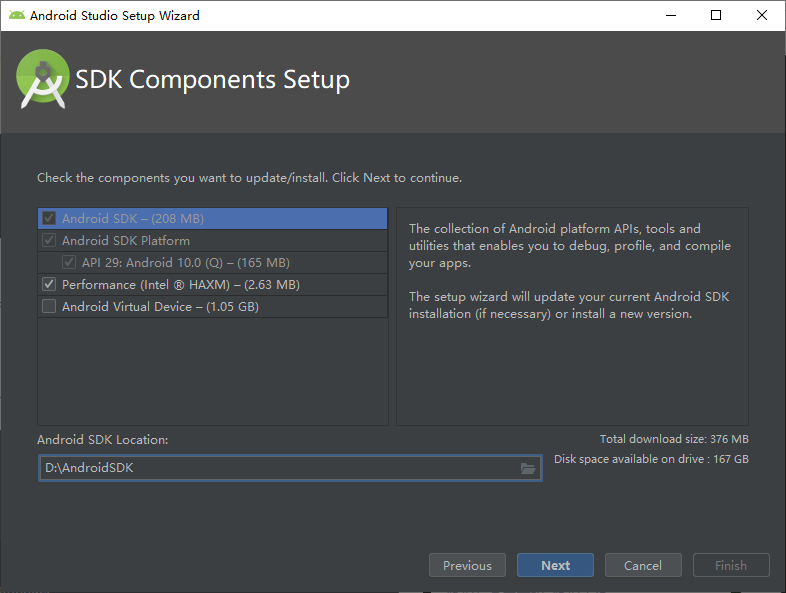 Android Studio Setup Wizard
SDK Components Setup
Check the components you want to update/install. Click Next to continue.
Android SDK – (208 MB)
Android SDK Platform
API 29: Android 10.0 (Q) – (165 MB)
Performance (Intel ® HAXM) – (2.63 MB)
Android Virtual Device – (1.05 GB)
The collection of Android platform APIs, tools and
utilities that enables you to debug, profile, and compile
your apps.
The setup wizard will update your current Android SDK
installation (if necessary) or install a new version.
Android SDK Location:
Total download size: 376 MB
D:\AndroidSDK
Disk space available on drive : 167 GB
Previous
Next
Cancel
Finish